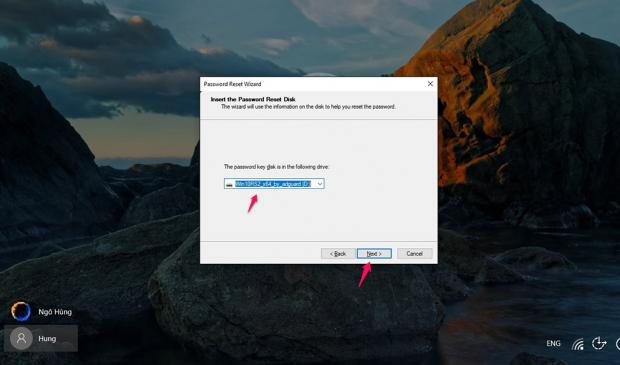 Password Reset Wizard
Insert the Password Reset Disk
The wizard will use the information on the disk to help you reset the password.
The password key disk is in the following drive:
Win10RS2_x64_by_adguard (D:)
< Back
Next >
Cancel
Ngô Hùng
Hung
ENG